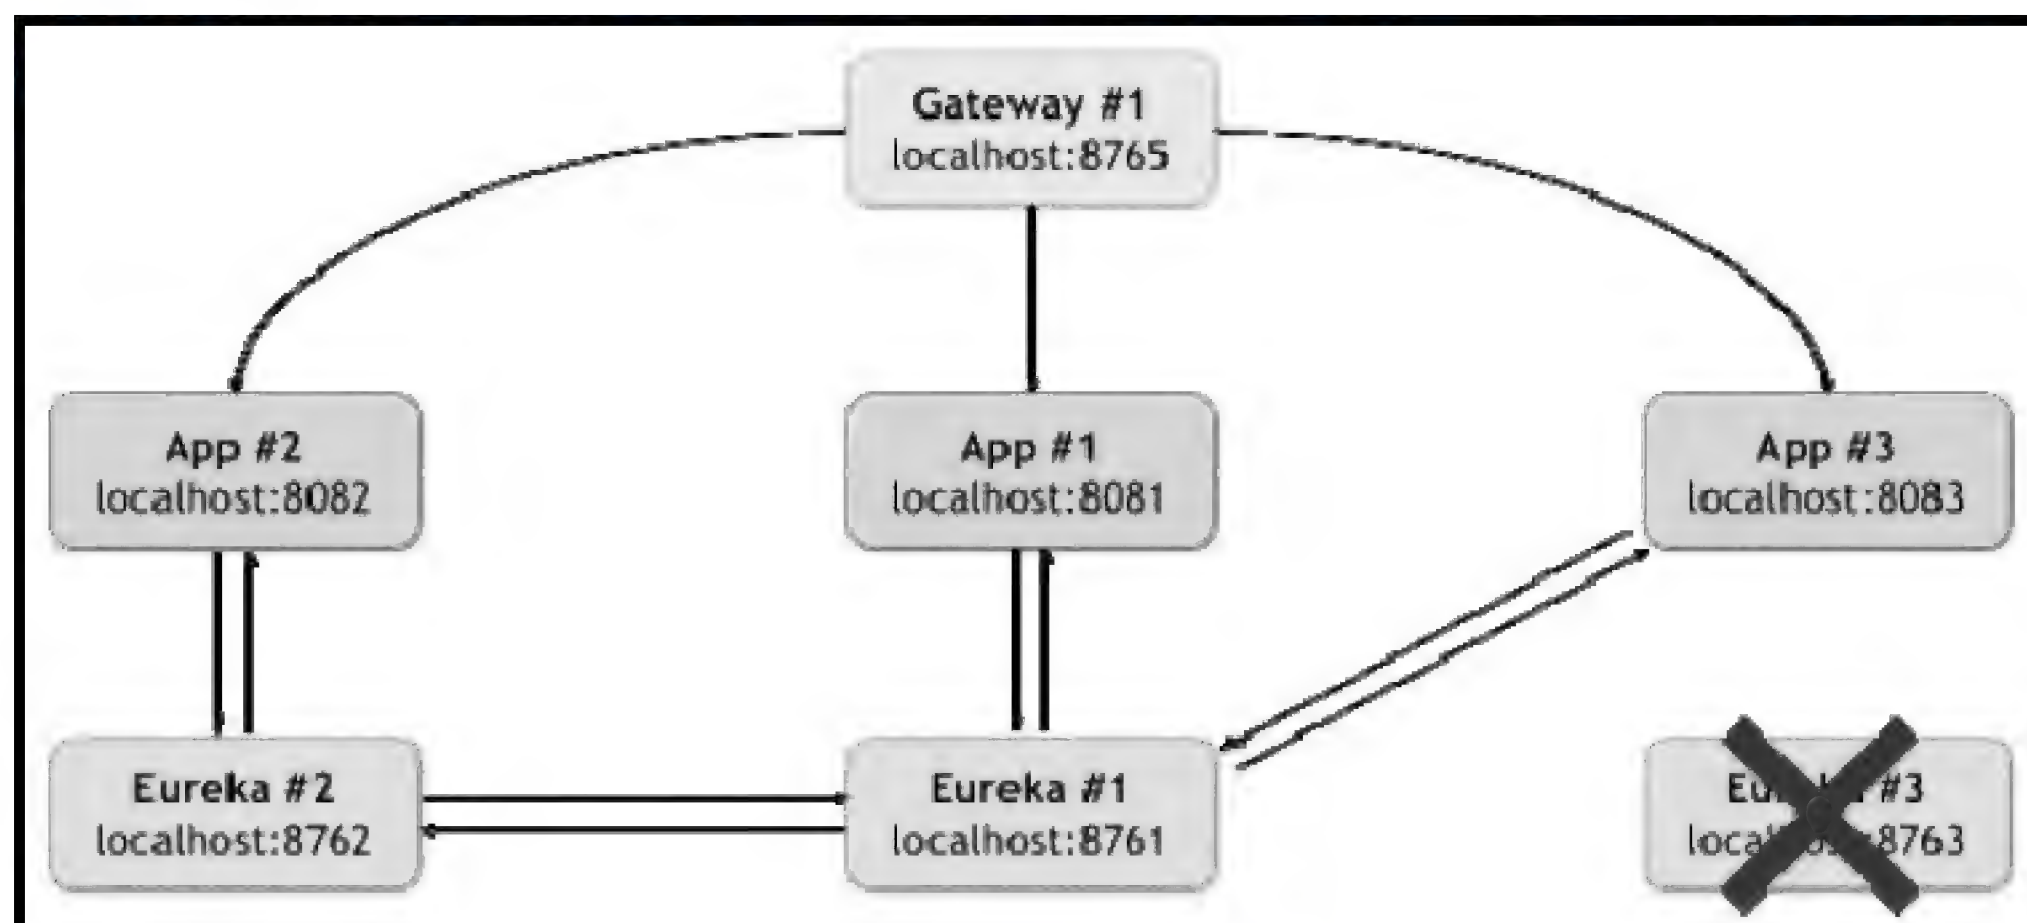 Gateway #1
localhost:8765
App #2
localhost:8082
App #1
localhost:8081
App #3
localhost:8083
Eureka #2
localhost:8762
Eureka #1
localhost:8761
#3
8763